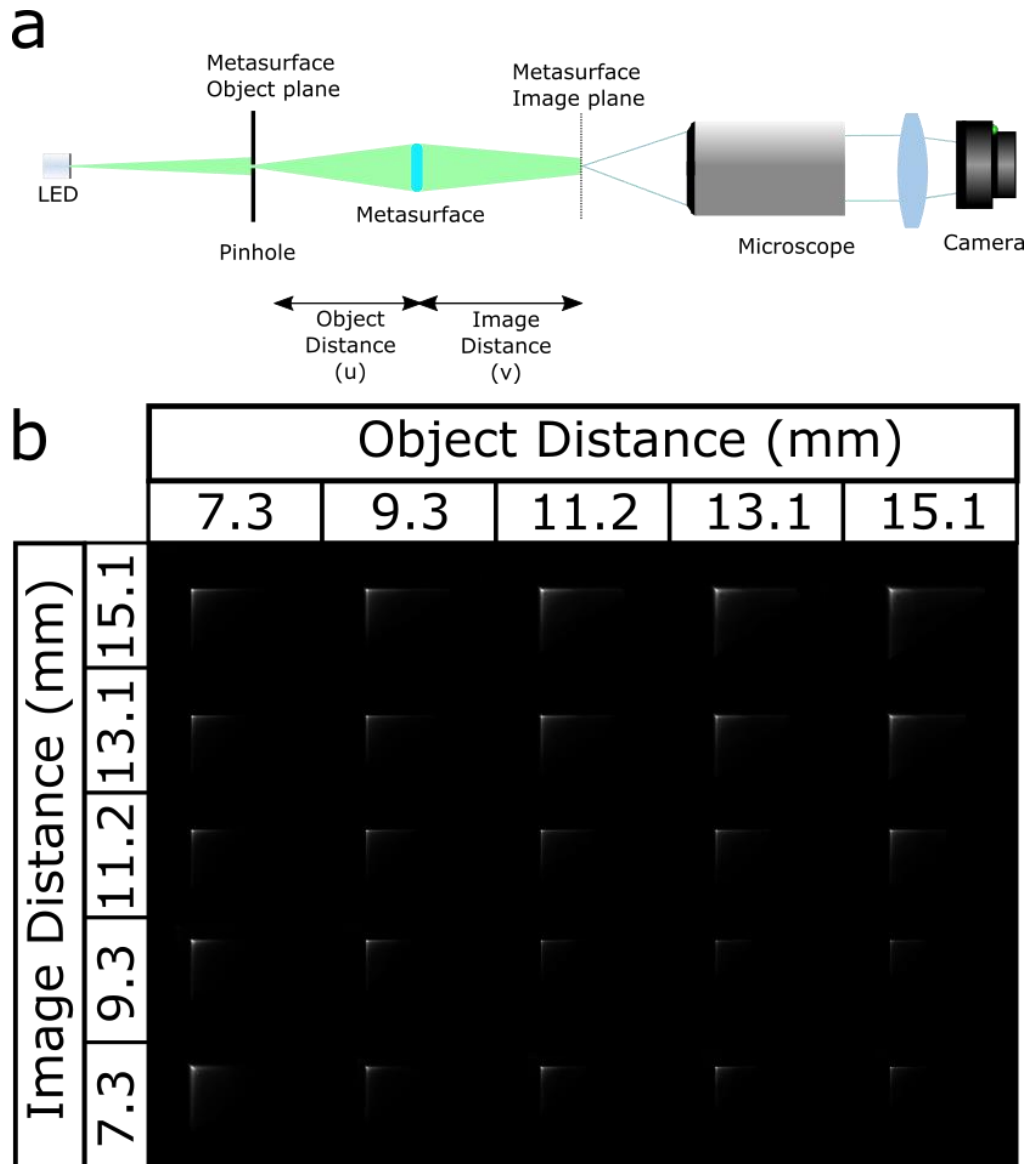 a
Metasurface
Object plane
Metasurface
Image plane
LED
Metasurface
Pinhole
Microscope
Camera
Object
Distance
(u)
Image
Distance
(v)
b
Object Distance (mm)
7.3 9.3 11.2 13.1 15.1
Image Distance (mm)
15.1
13.1
11.2
9.3
7.3